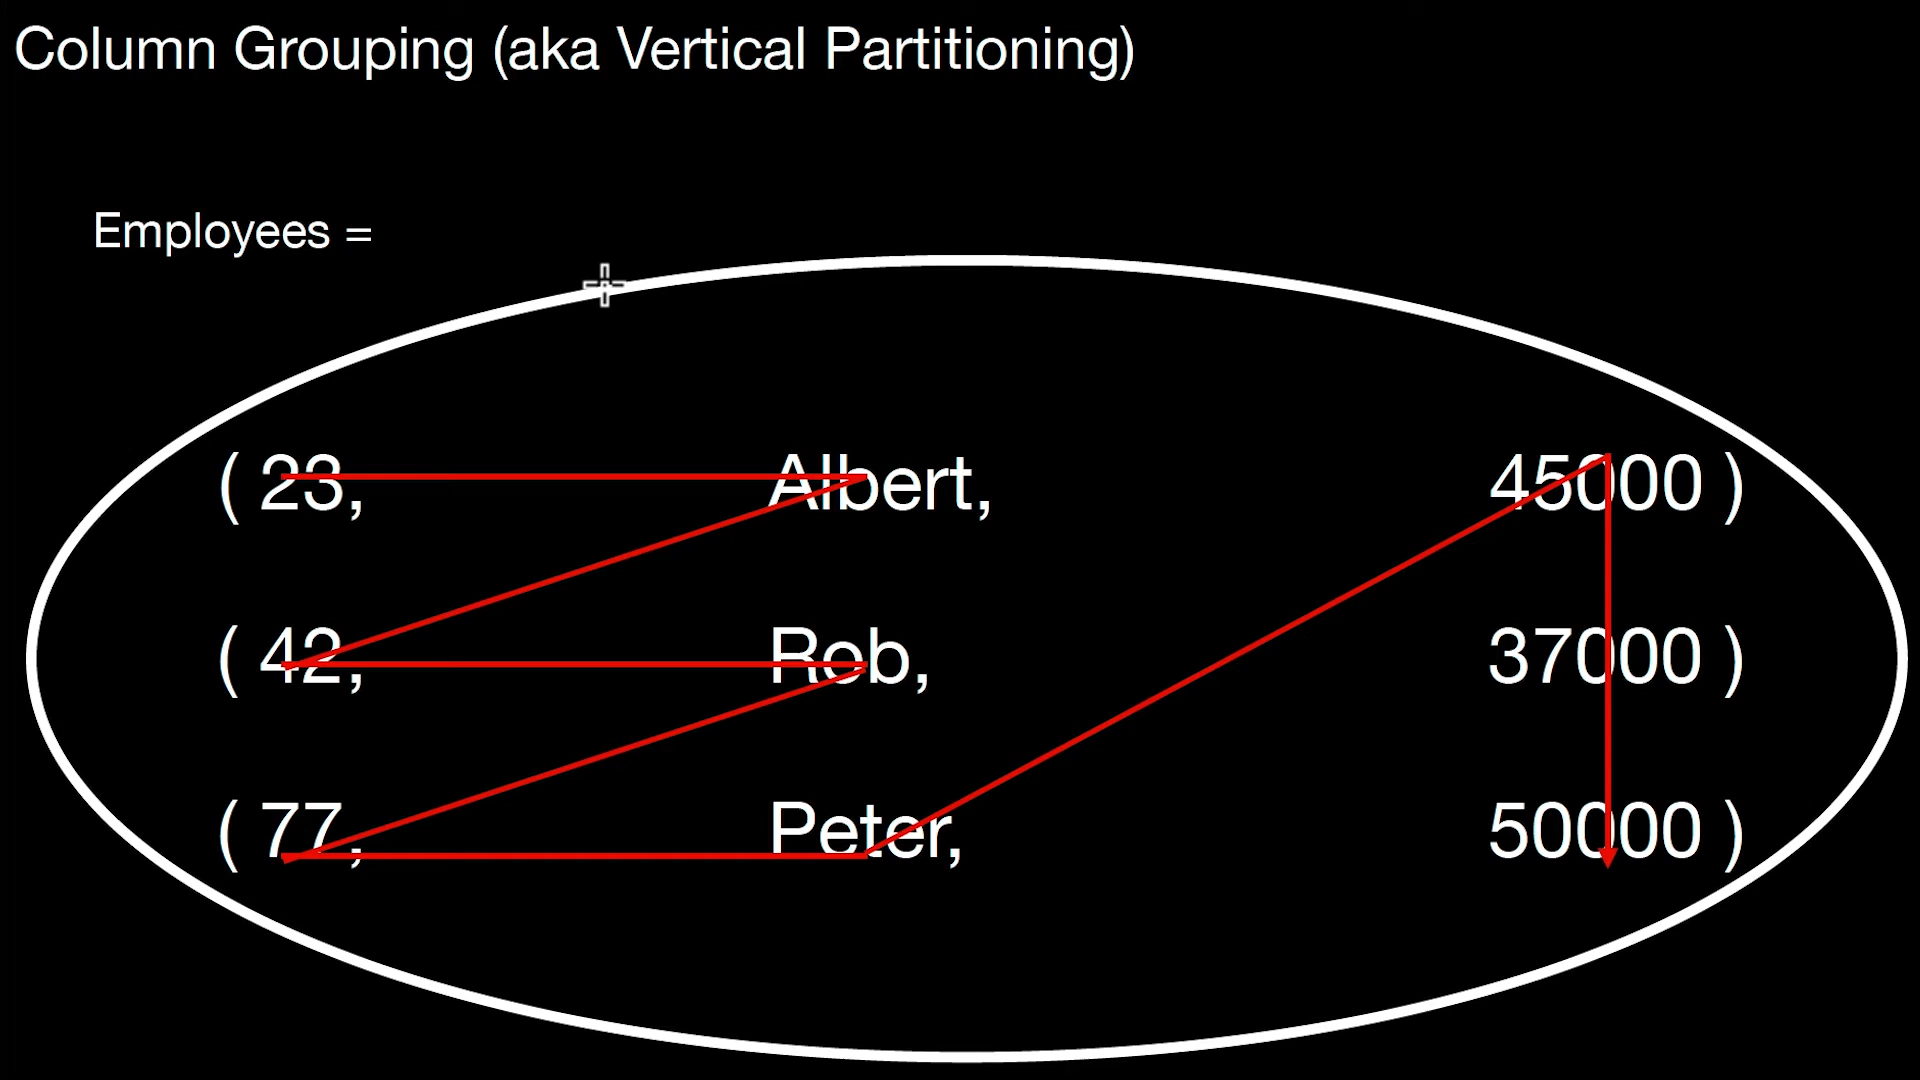 Column Grouping (aka Vertical Partitioning)
Employees =
( 23, Albert, 45000 )
( 42, Rob, 37000 )
( 77, Peter, 50000 )